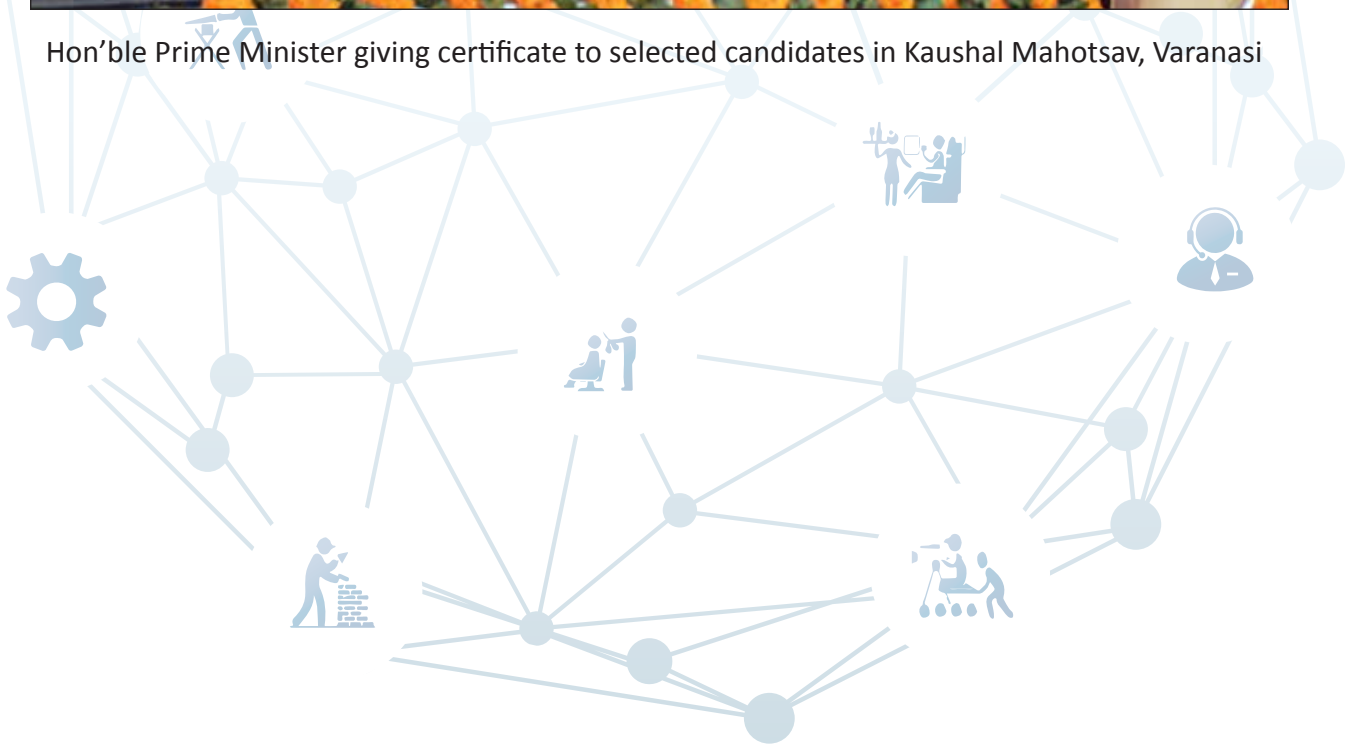 Hon’ble Prime Minister giving certificate to selected candidates in Kaushal Mahotsav, Varanasi